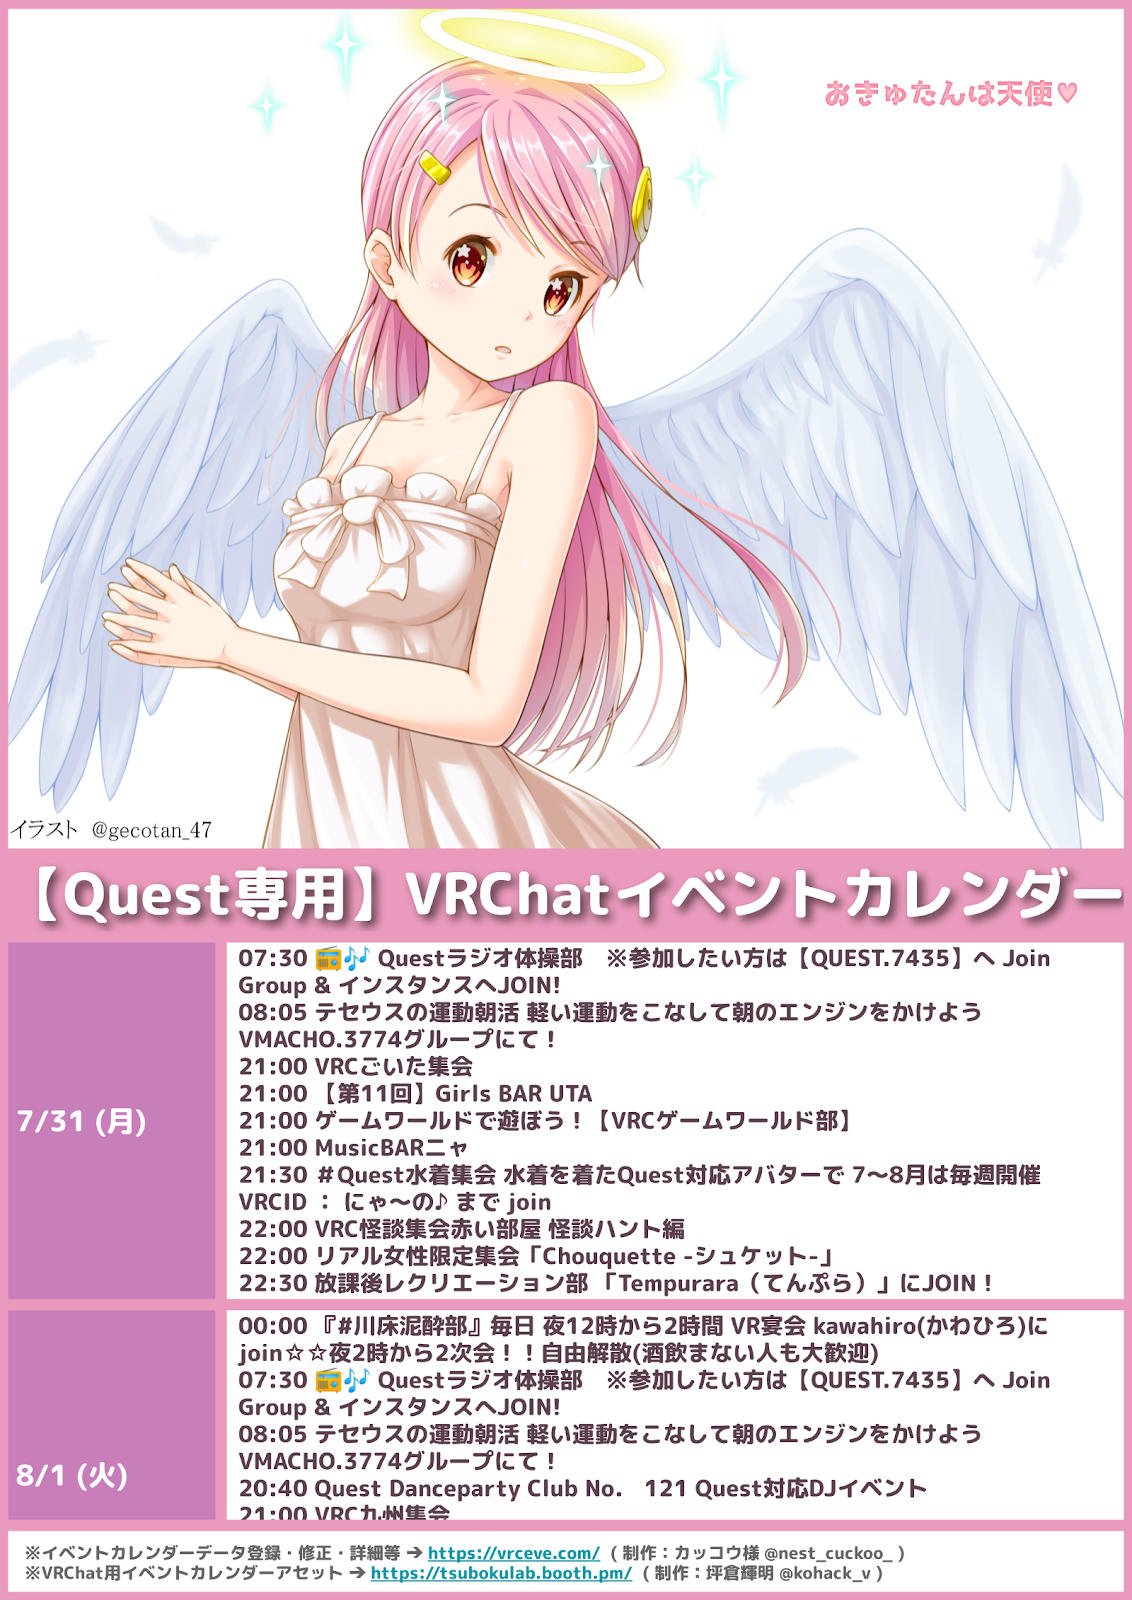 おきゅたんは天使♥
イラスト @gecotan_47
【Quest専用】VRChatイベントカレンダー
7/31 (月)
07:30 📻🎶 Questラジオ体操部　※参加したい方は【QUEST.7435】へ Join
Group & インスタンスへJOIN!
08:05 テセウスの運動朝活 軽い運動をこなして朝のエンジンをかけよう
VMACHO.3774グループにて！
21:00 VRCごいた集会
21:00 【第11回】Girls BAR UTA
21:00 ゲームワールドで遊ぼう！【VRCゲームワールド部】
21:00 MusicBARニャ
21:30 ＃Quest水着集会 水着を着たQuest対応アバターで 7～8月は毎週開催
VRCID ： にゃ～の♪ まで join
22:00 VRC怪談集会赤い部屋 怪談ハント編
22:00 リアル女性限定集会「Chouquette -シュケット-」
22:30 放課後レクリエーション部 「Tempurara（てんぷら）」にJOIN！
8/1 (火)
00:00 『#川床泥酔部』毎日 夜12時から2時間 VR宴会 kawahiro(かわひろ)に
join☆☆夜2時から2次会！！自由解散(酒飲まない人も大歓迎)
07:30 📻🎶 Questラジオ体操部　※参加したい方は【QUEST.7435】へ Join
Group & インスタンスへJOIN!
08:05 テセウスの運動朝活 軽い運動をこなして朝のエンジンをかけよう
VMACHO.3774グループにて！
20:40 Quest Danceparty Club No.　121 Quest対応DJイベント
21:00 VRC九州集会
※イベントカレンダーデータ登録・修正・詳細等 ➔ https://vrceve.com/ （制作：カッコウ様 @nest_cuckoo_ ）
※VRChat用イベントカレンダーアセット ➔ https://tsubokulab.booth.pm/ （制作：坪倉輝明 @kohack_v ）